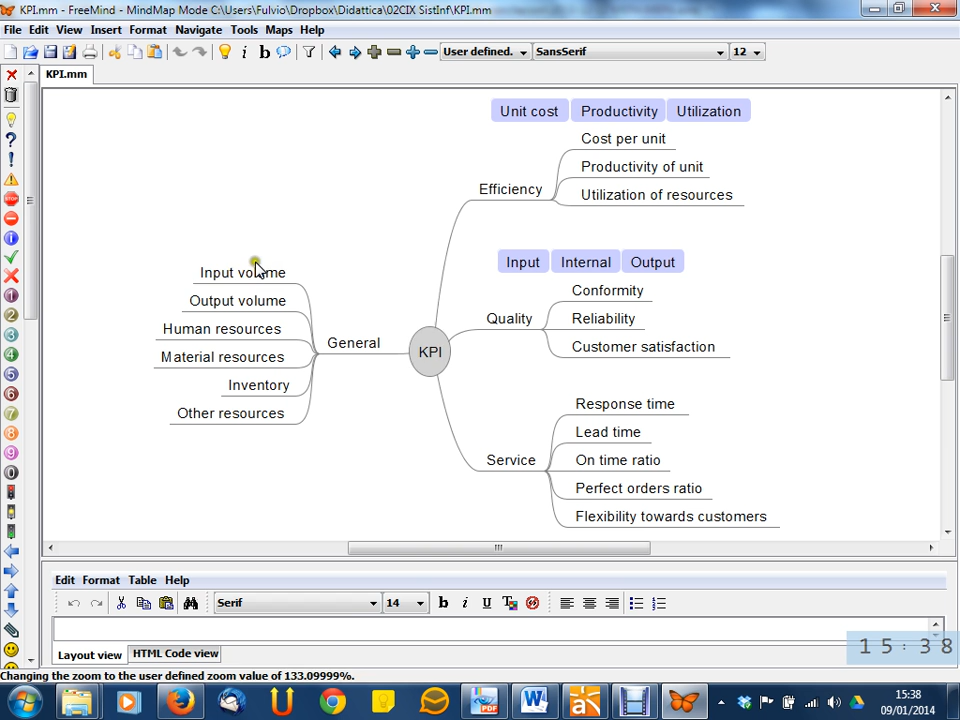 KPI.mm - FreeMind - MindMap Mode C:\Users\Fulvio\Dropbox\Didattica\02CIX SistInf\KPI.mm
File Edit View Insert Format Navigate Tools Maps Help
User defined. SansSerif 12
KPI.mm
Unit cost Productivity Utilization
Cost per unit
Productivity of unit
Efficiency
Utilization of resources
Input Internal Output
Input volume
Conformity
Output volume
Quality
Reliability
Human resources
General
KPI
Customer satisfaction
Material resources
Inventory
Response time
Other resources
Lead time
Service
On time ratio
Perfect orders ratio
Flexibility towards customers
Edit Format Table Help
Serif 14
Layout view HTML Code view
15:38
Changing the zoom to the user defined zoom value of 133.09999%.
15:38
09/01/2014